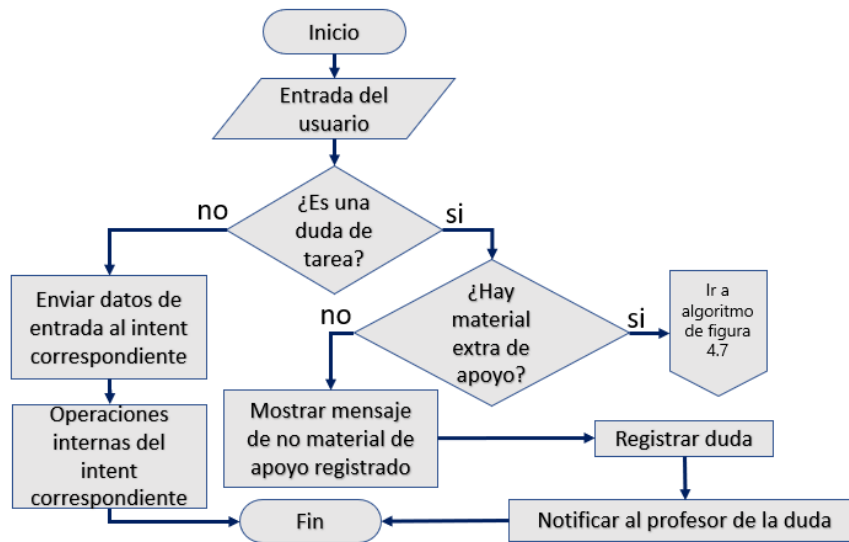 Inicio
Entrada del
usuario
¿Es una
duda de
tarea?
no
si
Enviar datos de
entrada al intent
correspondiente
¿Hay
material
extra de
apoyo?
no
si
Ir a
algoritmo
de figura
4.7
Operaciones
internas del
intent
correspondiente
Mostrar mensaje
de no material de
apoyo registrado
Registrar duda
Fin
Notificar al profesor de la duda